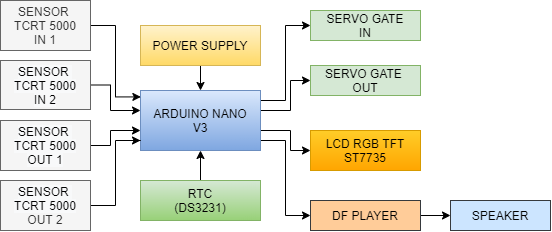 SENSOR
TCRT 5000
IN 1
POWER SUPPLY
SERVO GATE
IN
SENSOR
TCRT 5000
IN 2
SERVO GATE
OUT
ARDUINO NANO
V3
SENSOR
TCRT 5000
OUT 1
LCD RGB TFT
ST7735
SENSOR
TCRT 5000
OUT 2
RTC
(DS3231)
DF PLAYER
SPEAKER